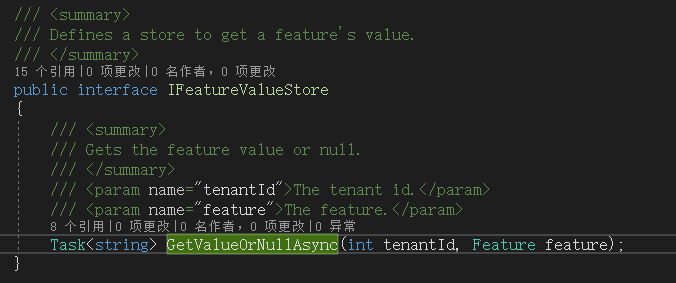 /// <summary>
/// Defines a store to get a feature's value.
/// </summary>
15 个引用|0 项更改|0 名作者，0 项更改
public interface IFeatureValueStore
{
/// <summary>
/// Gets the feature value or null.
/// </summary>
/// <param name="tenantId">The tenant id.</param>
/// <param name="feature">The feature.</param>
8 个引用|0 项更改|0 名作者，0 项更改|0 异常
Task<string> GetValueOrNullAsync(int tenantId, Feature feature);
}